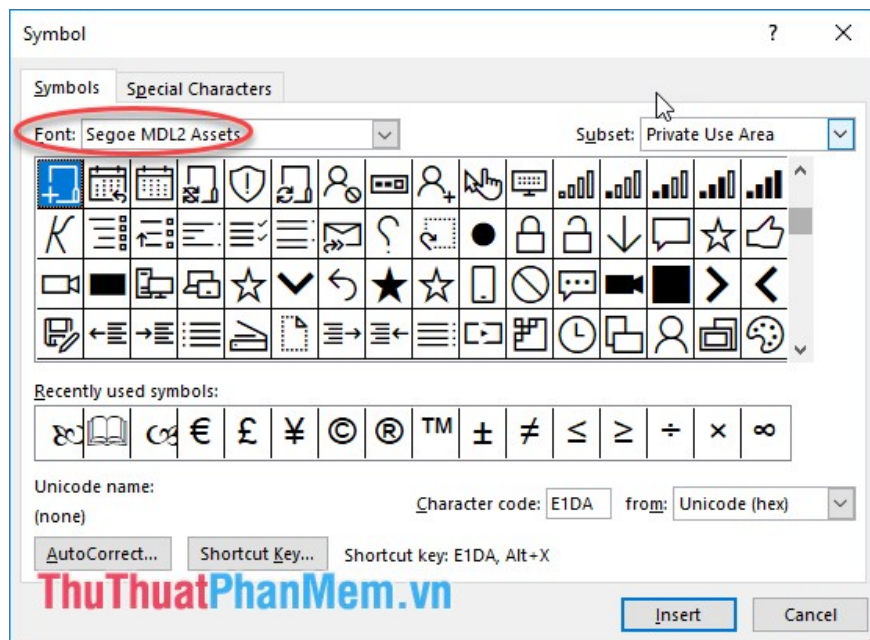 Symbol ? ×
Symbols Special Characters
Font: Segoe MDL2 Assets Subset: Private Use Area
Recently used symbols:
€ £ ¥ © ® ™ ± ≠ ≤ ≥ ÷ × ∞
Unicode name:
(none)
Character code: E1DA from: Unicode (hex)
AutoCorrect... Shortcut Key... Shortcut key: E1DA, Alt+X
ThuThuatPhanMem.vn
Insert Cancel